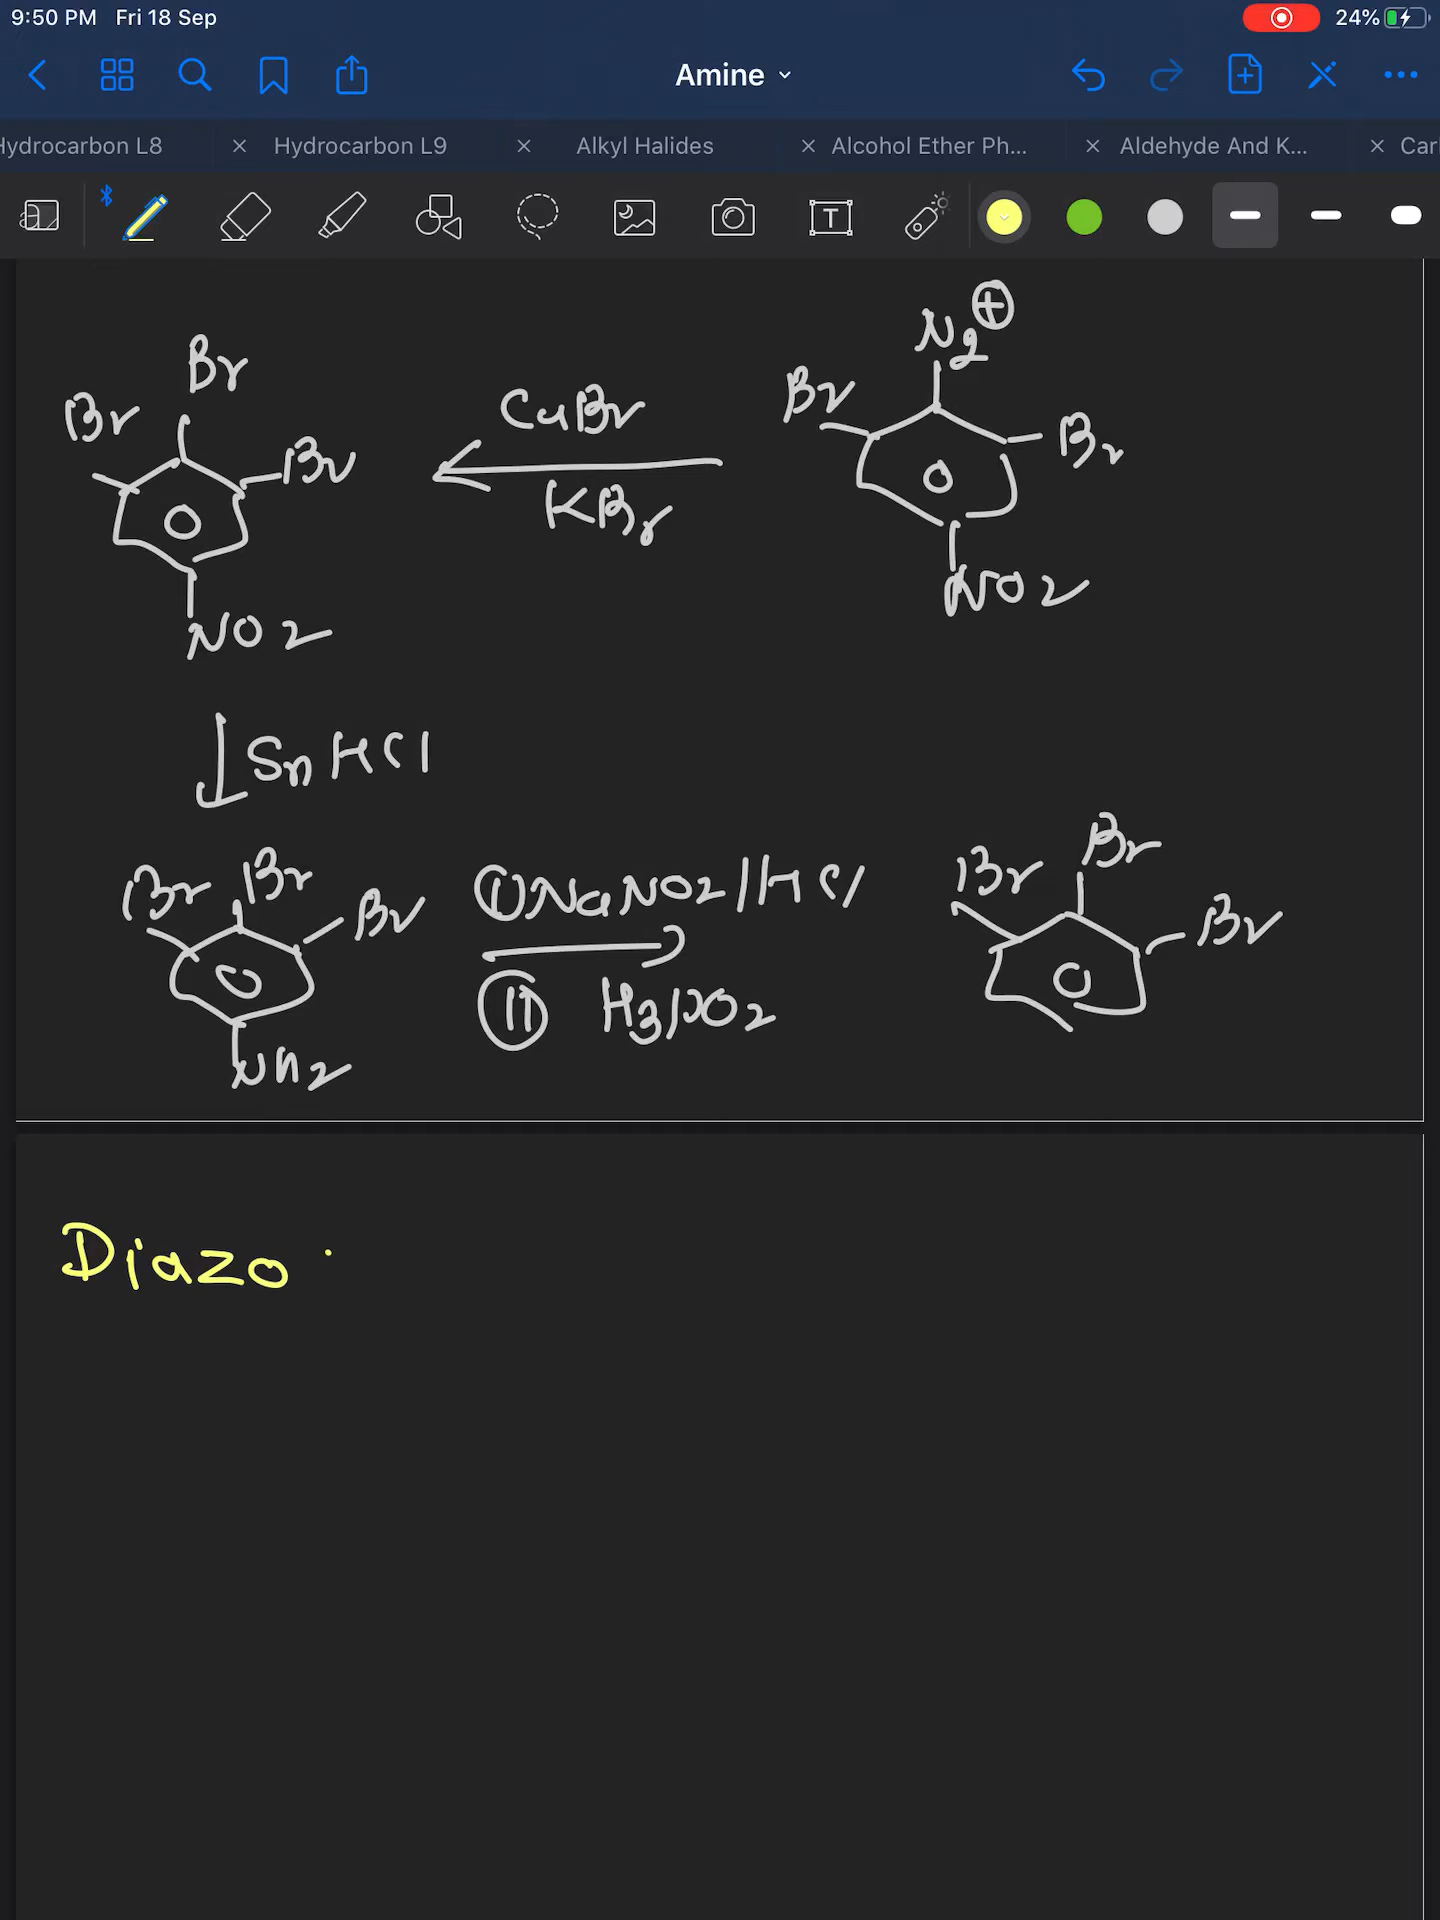 9:50 PM Fri 18 Sep 24%
Amine
Hydrocarbon L8 × Hydrocarbon L9 × Alkyl Halides × Alcohol Ether Ph... × Aldehyde And K... × Car
T
N2⊕
Br
Br Br
CuBr
Br Br
KBr
NO2
NO2
Sn HCl
Br
Br
Br Br Br
① NaNO2/HCl
Br
Ⓘⓘ H3PO2
NH2
Diazo